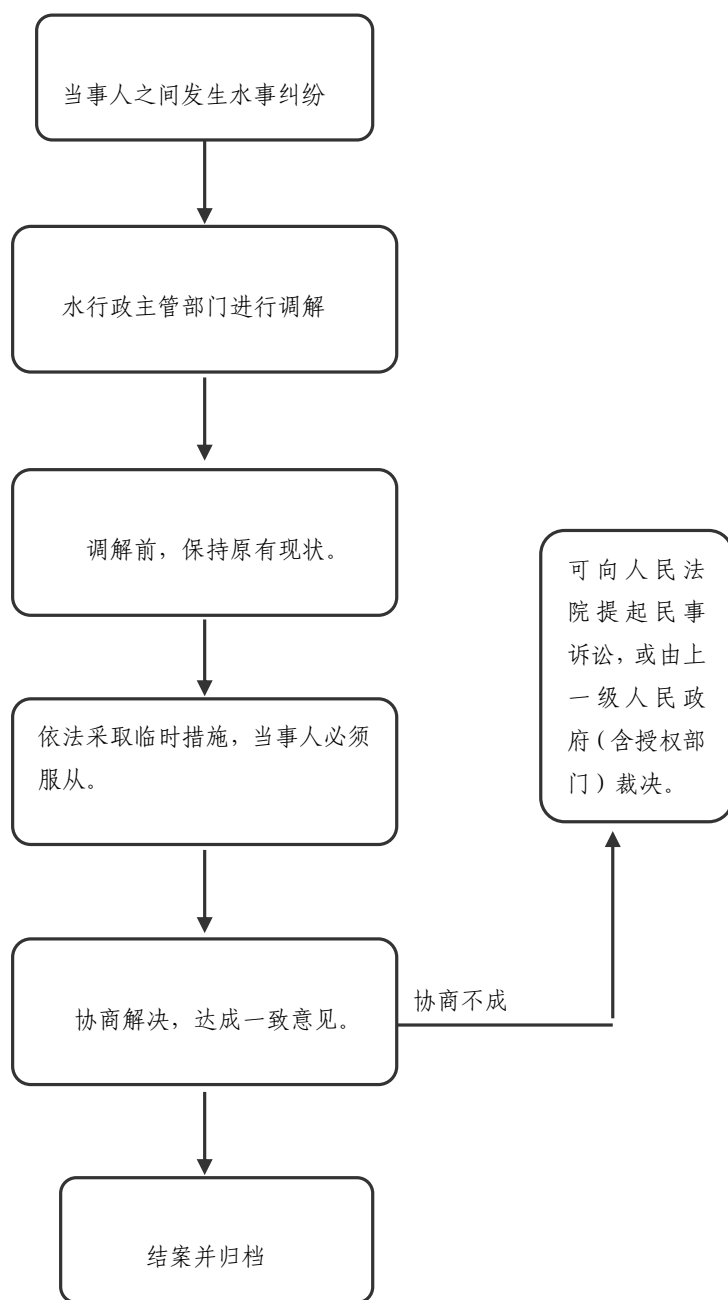 当事人之间发生水事纠纷
水行政主管部门进行调解
调解前，保持原有现状。
可向人民法
院提起民事
诉讼，或由上
一级人民政
府（含授权部
门）裁决。
依法采取临时措施，当事人必须
服从。
协商解决，达成一致意见。
协商不成
结案并归档